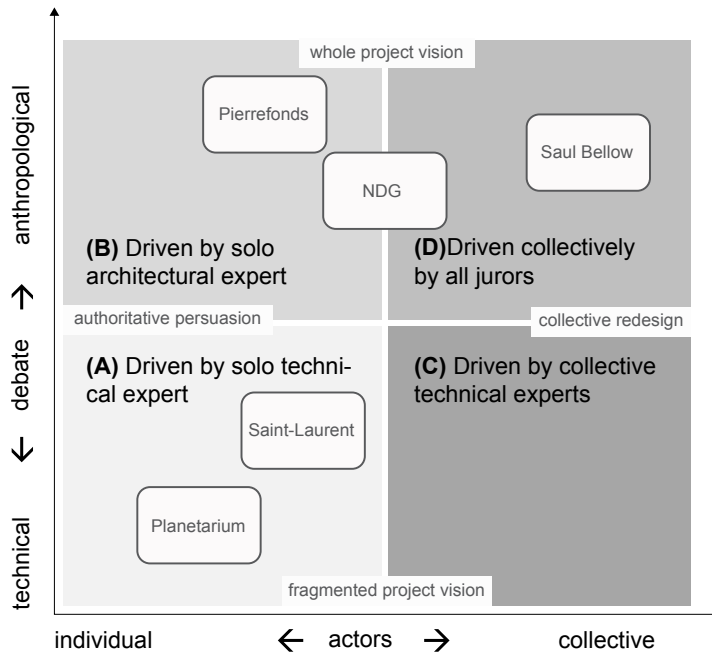 whole project vision
Pierrefonds
Saul Bellow
NDG
(B) Driven by solo
architectural expert
(D)Driven collectively
by all jurors
authoritative persuasion
collective redesign
(A) Driven by solo techni-
cal expert
(C) Driven by collective
technical experts
Saint-Laurent
Planetarium
fragmented project vision
anthropological
← debate →
technical
individual
← actors →
collective